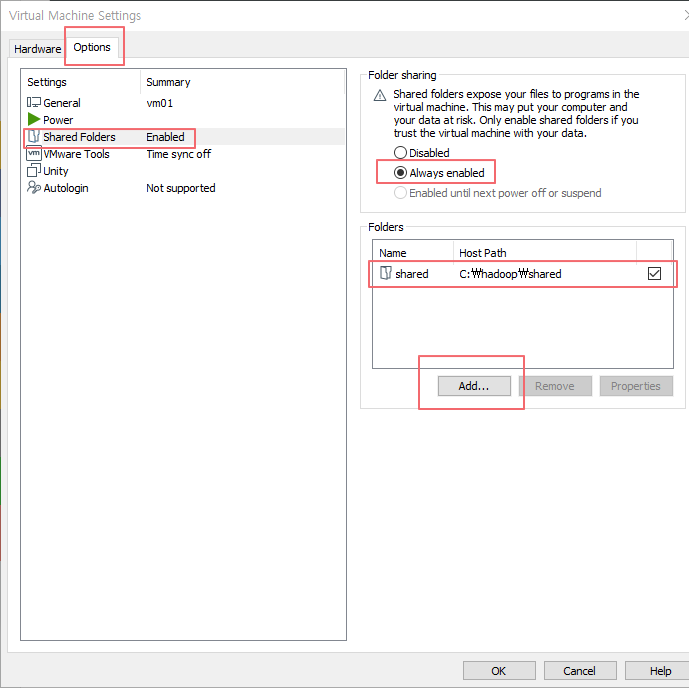 Virtual Machine Settings
Hardware Options
Settings Summary
General vm01
Power
Shared Folders Enabled
vm VMware Tools Time sync off
Unity
Autologin Not supported
Folder sharing
Shared folders expose your files to programs in the
virtual machine. This may put your computer and
your data at risk. Only enable shared folders if you
trust the virtual machine with your data.
Disabled
Always enabled
Enabled until next power off or suspend
Folders
Name Host Path
shared C:₩hadoop₩shared
Add... Remove Properties
OK Cancel Help